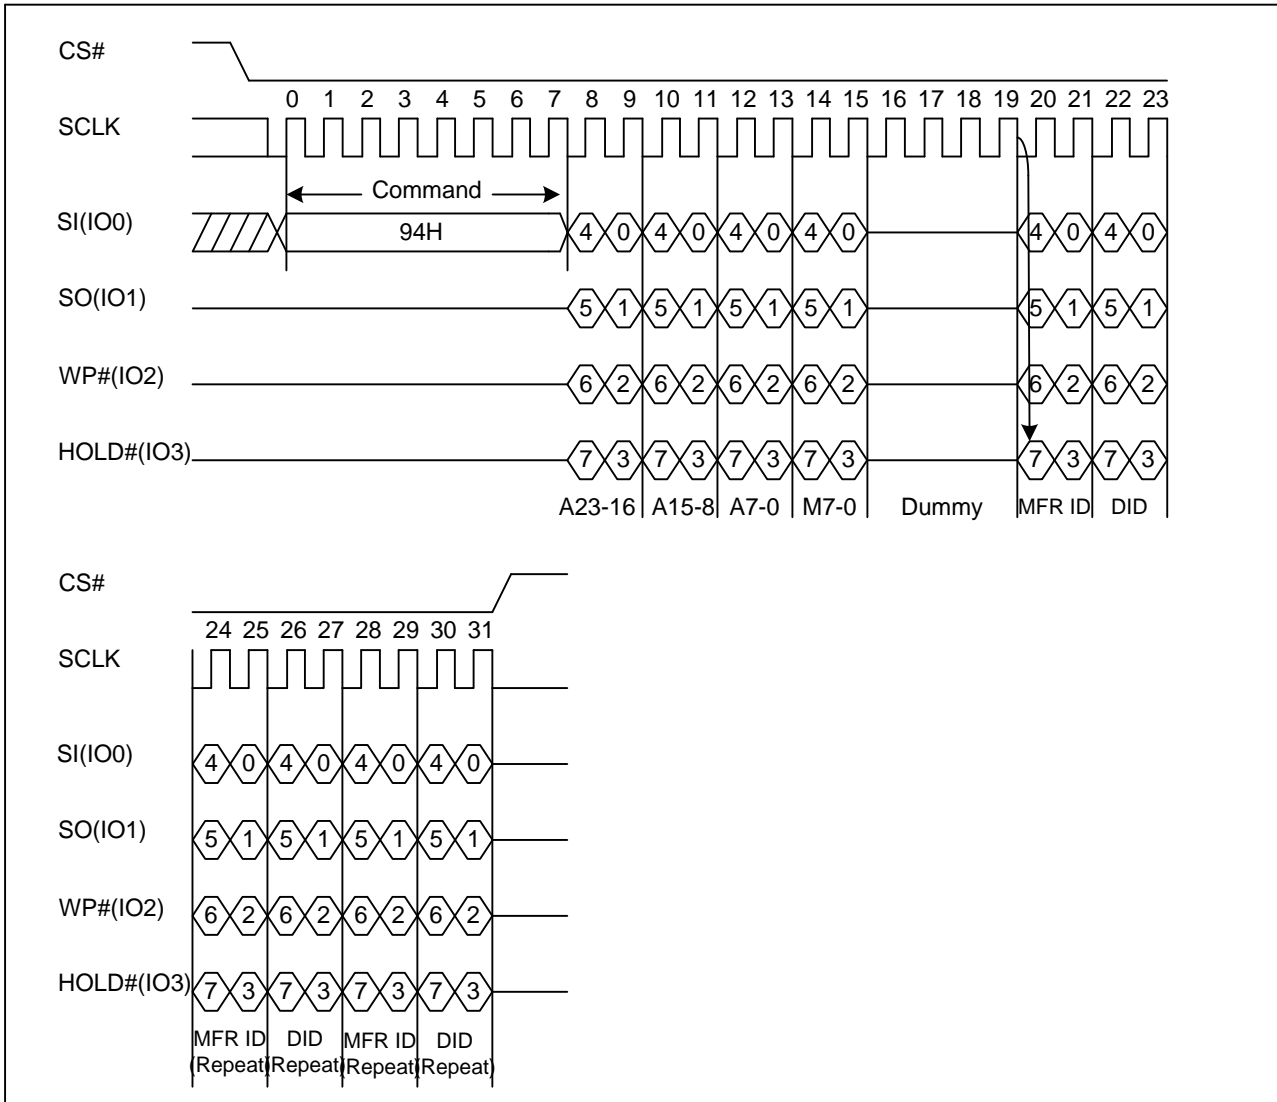 CS#
0 1 2 3 4 5 6 7 8 9 10 11 12 13 14 15 16 17 18 19 20 21 22 23
SCLK
Command
SI(IO0) 94H 4 0 4 0 4 0 4 0 4 0 4 0
SO(IO1) 5 1 5 1 5 1 5 1 5 1 5 1
WP#(IO2) 6 2 6 2 6 2 6 2 6 2 6 2
HOLD#(IO3) 7 3 7 3 7 3 7 3 7 3 7 3
A23-16 A15-8 A7-0 M7-0 Dummy MFR ID DID
CS#
24 25 26 27 28 29 30 31
SCLK
SI(IO0) 4 0 4 0 4 0 4 0
SO(IO1) 5 1 5 1 5 1 5 1
WP#(IO2) 6 2 6 2 6 2 6 2
HOLD#(IO3) 7 3 7 3 7 3 7 3
MFR ID DID MFR ID DID
(Repeat) (Repeat) (Repeat) (Repeat)